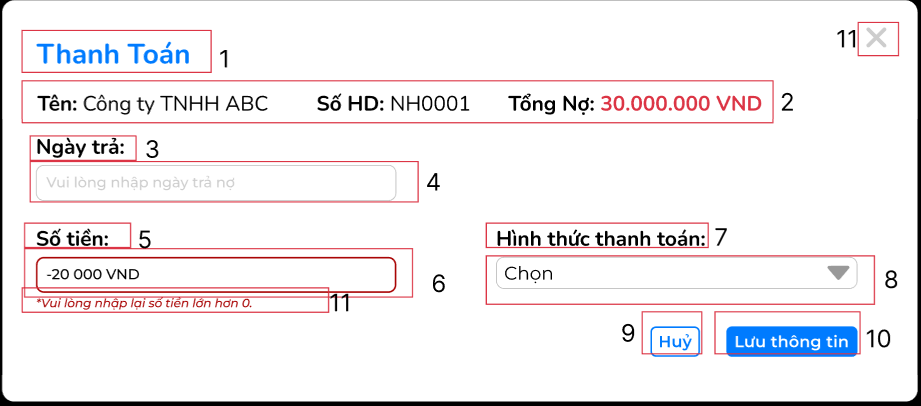 Thanh Toán 1 11
Tên: Công ty TNHH ABC Số HD: NH0001 Tổng Nợ: 30.000.000 VND 2
Ngày trả: 3
Vui lòng nhập ngày trả nợ 4
Số tiền: 5 Hình thức thanh toán: 7
-20 000 VND 6 Chọn 8
*Vui lòng nhập lại số tiền lớn hơn 0. 11
9 Huỷ Lưu thông tin 10